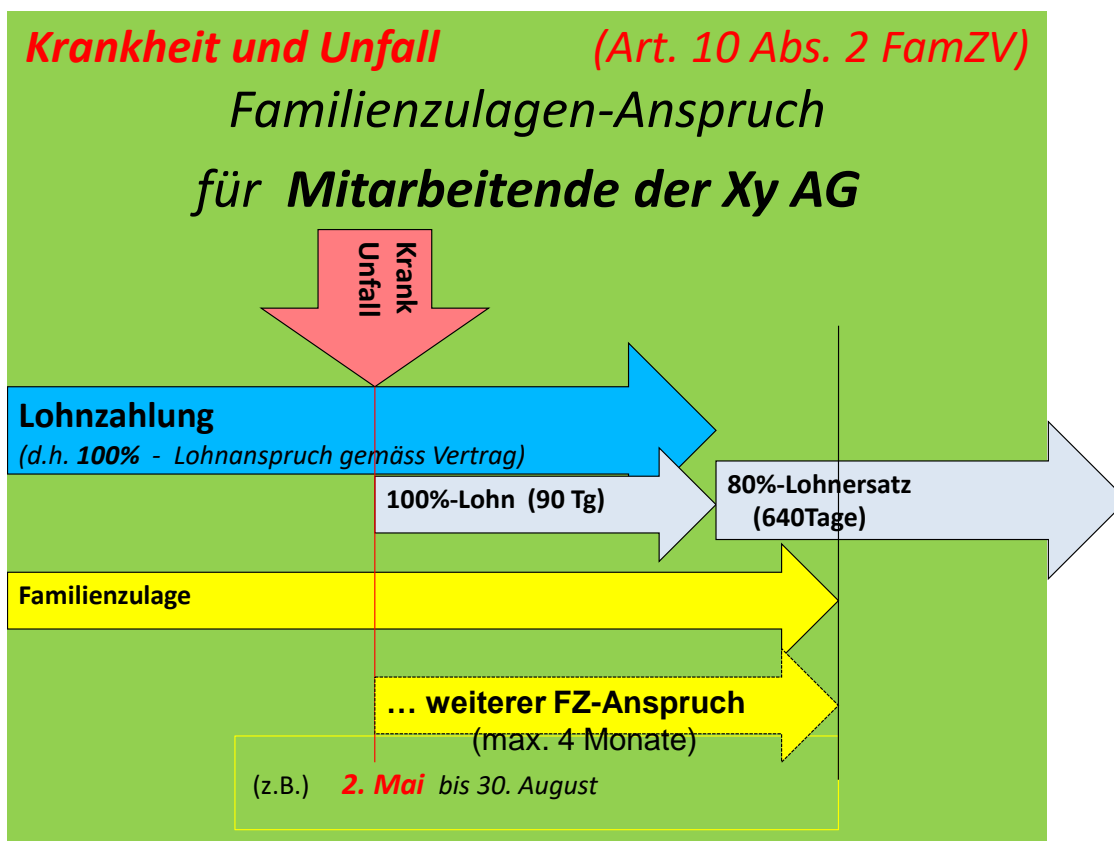 Krankheit und Unfall (Art. 10 Abs. 2 FamZV)
Familienzulagen-Anspruch
für Mitarbeitende der Xy AG
Krank
Unfall
Lohnzahlung
(d.h. 100% - Lohnanspruch gemäss Vertrag)
100%-Lohn (90 Tg)
80%-Lohnersatz
(640Tage)
Familienzulage
... weiterer FZ-Anspruch
(max. 4 Monate)
(z.B.) 2. Mai bis 30. August